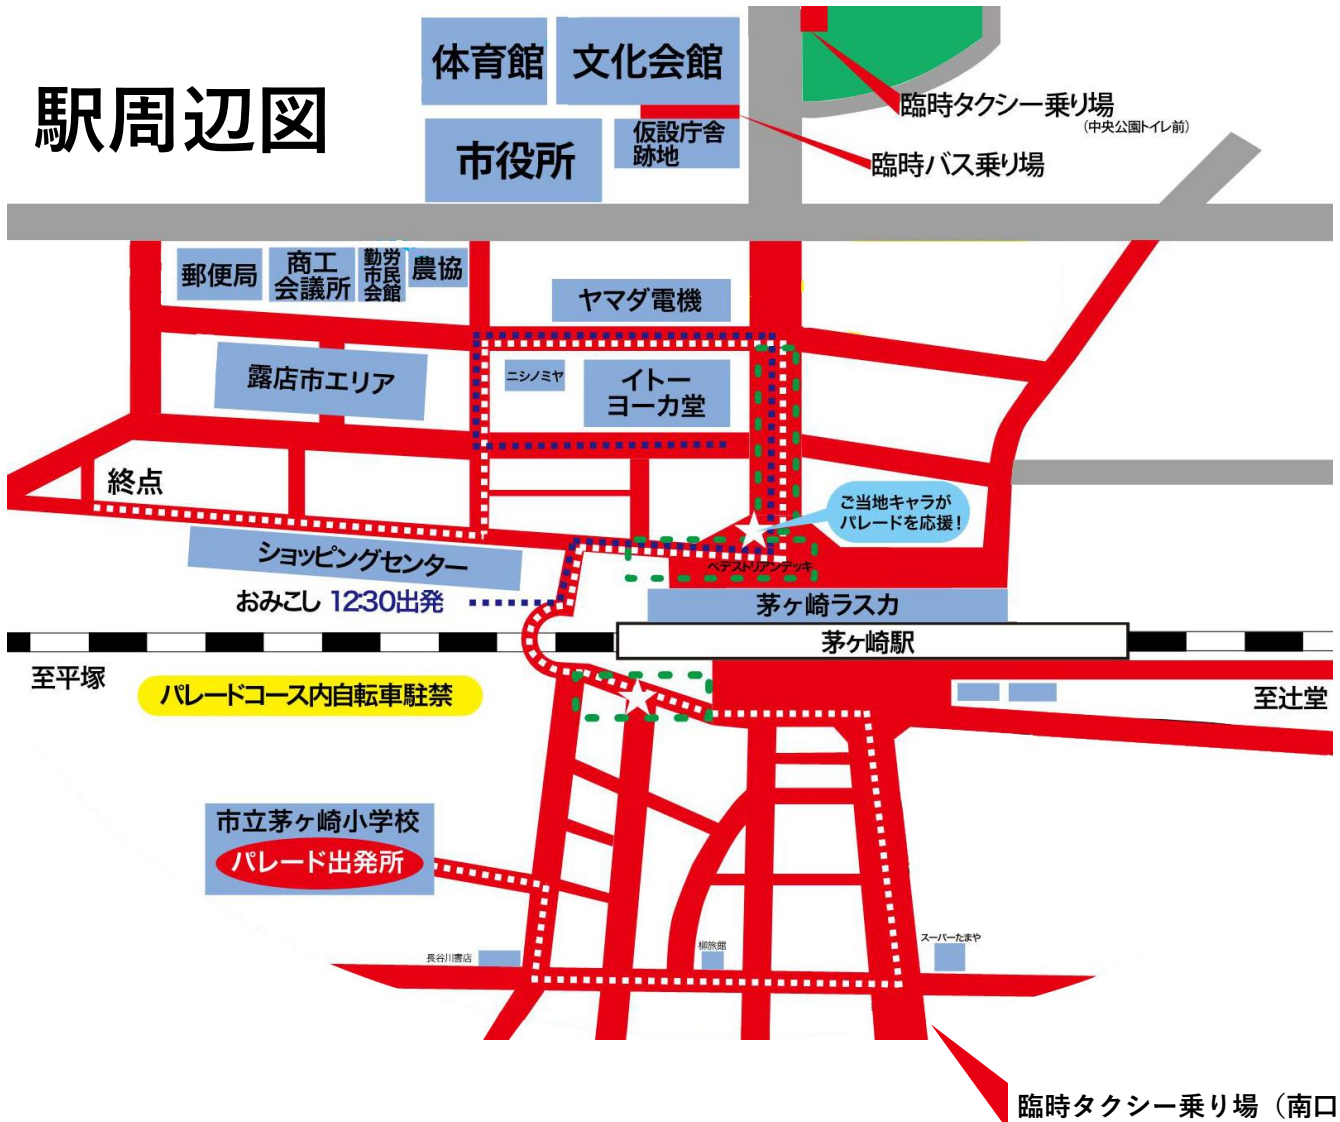 駅周辺図
体育館
文化会館
臨時タクシー乗り場
(中央公園トイレ前)
市役所
仮設庁舎
跡地
臨時バス乗り場
郵便局
商工
会議所
勤労
市民
会館
農協
ヤマダ電機
露店市エリア
ニシノミヤ
イトー
ヨーカ堂
終点
ご当地キャラが
パレードを応援!
ショッピングセンター
ペデストリアンデッキ
おみこし 12:30出発
茅ヶ崎ラスカ
茅ヶ崎駅
至平塚
パレードコース内自転車駐禁
至辻堂
市立茅ヶ崎小学校
パレード出発所
長谷川書店
柳旅館
スーパーたまや
臨時タクシー乗り場（南口